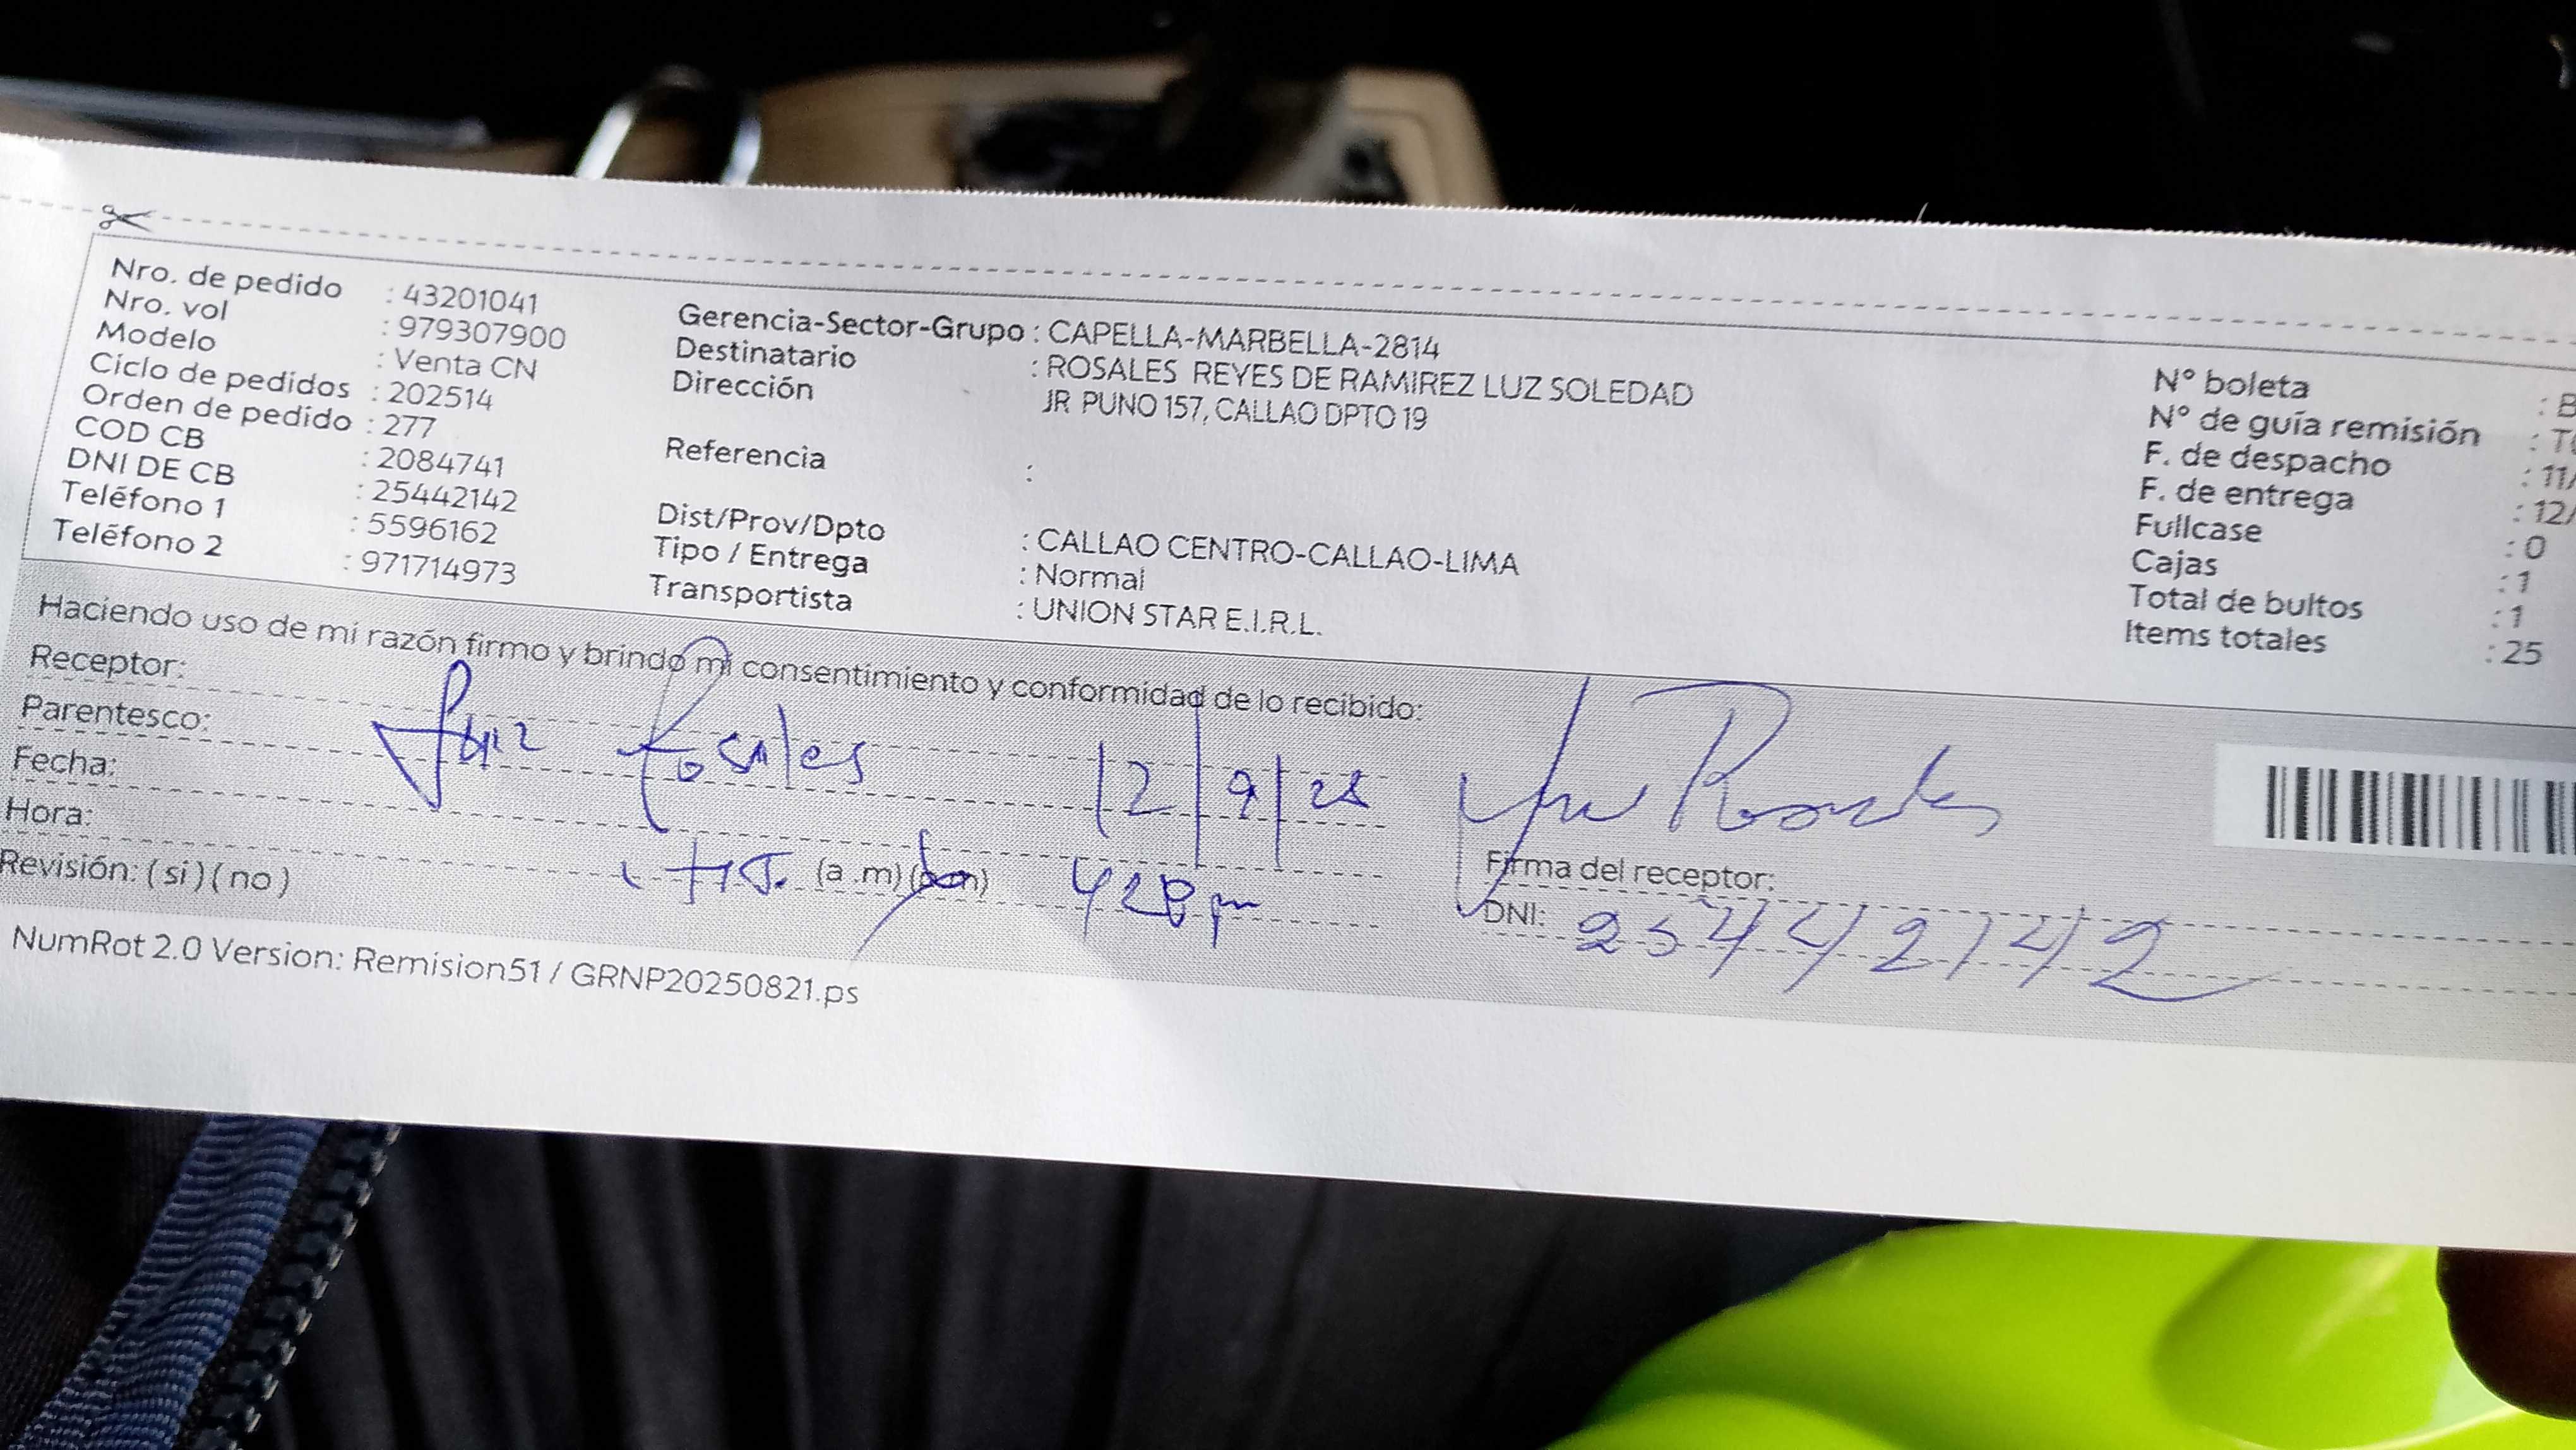 Nro. de pedido : 43201041
Nro. vol : 979307900
Modelo : Venta CN
Ciclo de pedidos : 202514
Orden de pedido : 277
COD CB : 2084741
DNI DE CB : 25442142
Teléfono 1 : 5596162
Teléfono 2 : 971714973
Gerencia-Sector-Grupo : CAPELLA-MARBELLA-2814
Destinatario : ROSALES REYES DE RAMIREZ LUZ SOLEDAD
Dirección JR PUNO 157, CALLAO DPTO 19
Referencia :
Dist/Prov/Dpto : CALLAO CENTRO-CALLAO-LIMA
Tipo / Entrega : Normal
Transportista : UNION STAR E.I.R.L.
N° boleta : B
N° de guía remisión :
F. de despacho : 11/
F. de entrega : 12/
Fullcase : 0
Cajas : 1
Total de bultos : 1
Items totales : 25
Haciendo uso de mi razón firmo y brindo mi consentimiento y conformidad de lo recibido:
Receptor:
Parentesco: Luz Rosales 12/9/25 Luz Rosales
Fecha:
Hora: (a .m) 428 pm
Firma del receptor:
Revisión: ( si ) ( no )
DNI: 25442142
NumRot 2.0 Version: Remision51 / GRNP20250821.ps